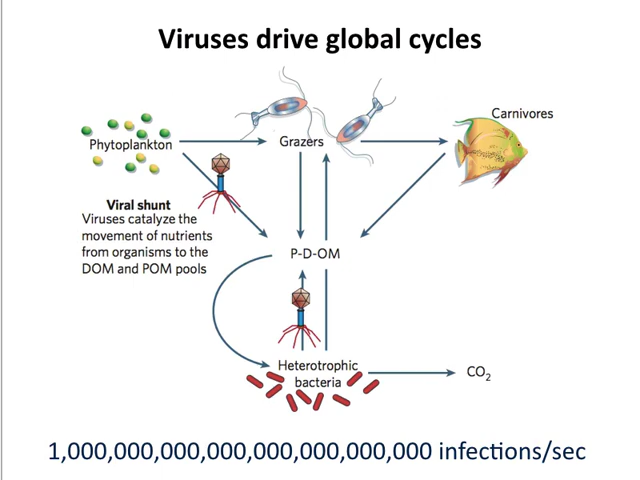 Viruses drive global cycles
Carnivores
Phytoplankton
Grazers
Viral shunt
Viruses catalyze the
movement of nutrients
from organisms to the
DOM and POM pools
P-D-OM
Heterotrophic
bacteria
CO₂
1,000,000,000,000,000,000,000,000 infections/sec